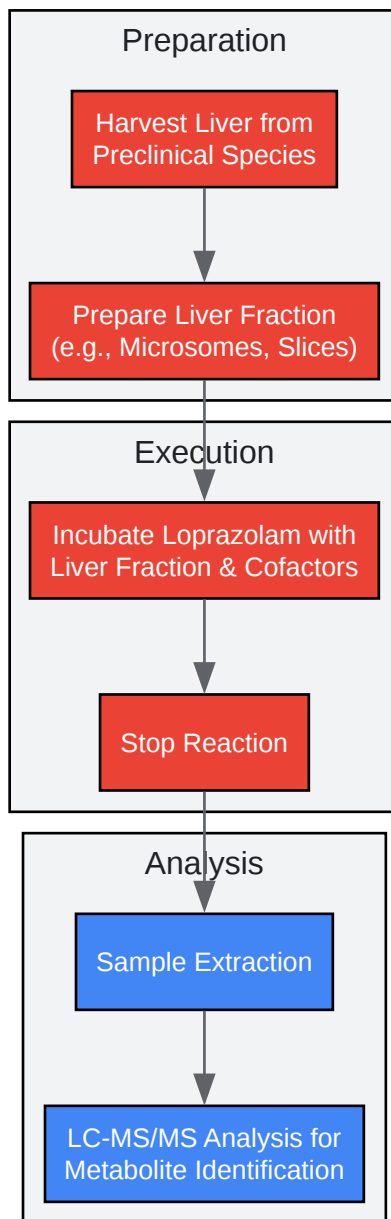 Preparation
Harvest Liver from
Preclinical Species
Prepare Liver Fraction
(e.g., Microsomes, Slices)
Execution
Incubate Loprazolam with
Liver Fraction & Cofactors
Stop Reaction
Analysis
Sample Extraction
LC-MS/MS Analysis for
Metabolite Identification